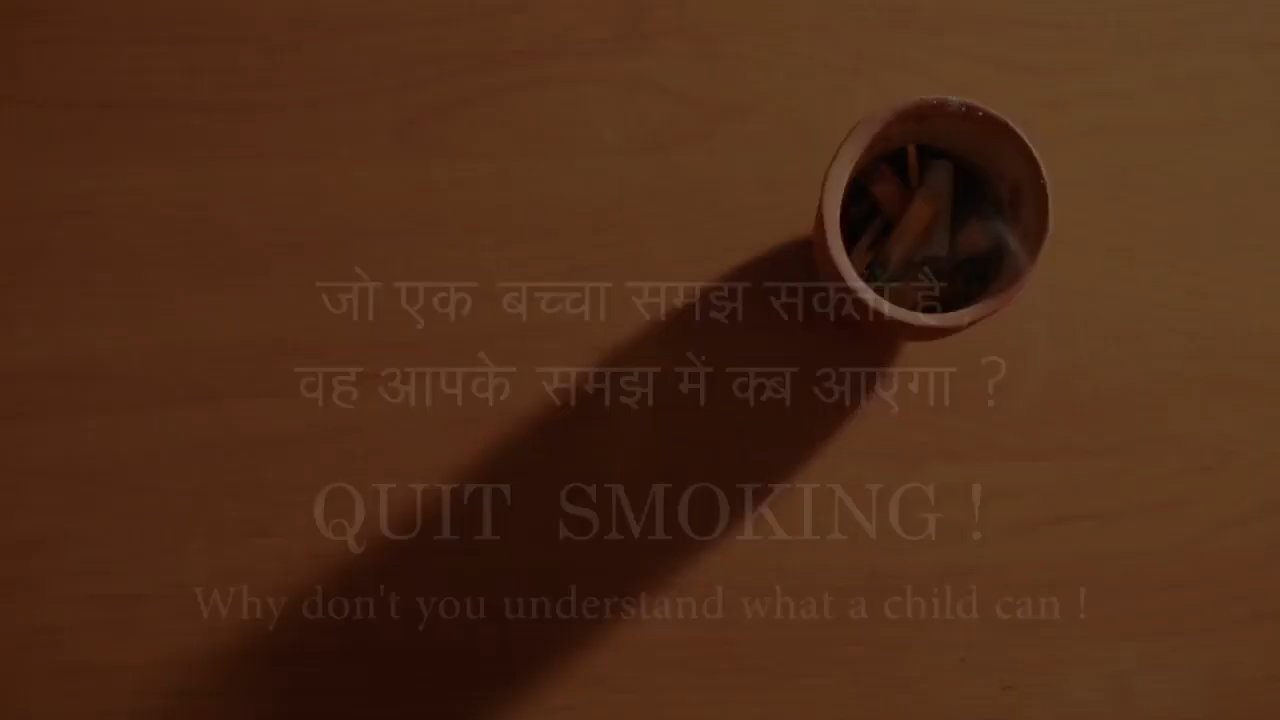 जो एक बच्चा समझ सकता है
वह आपके समझ में कब आएगा ?
QUIT SMOKING !
Why don't you understand what a child can !